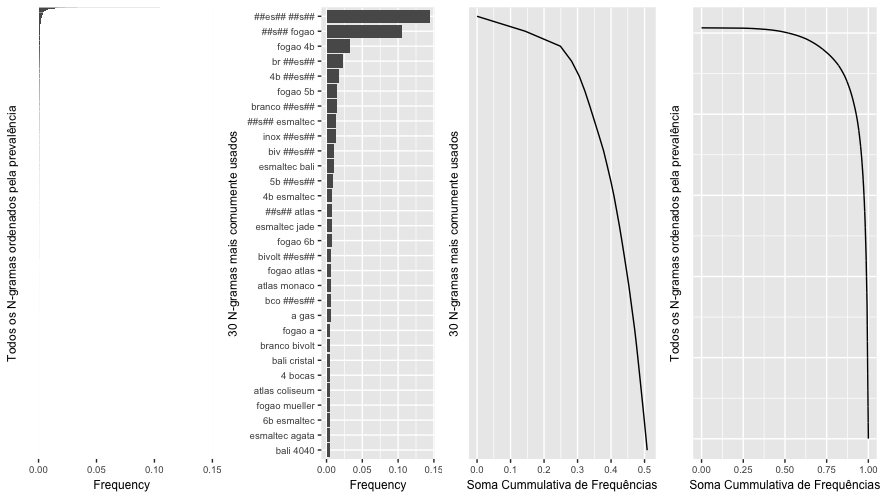 Todos os N-gramas ordenados pela prevalência
0.00
0.05
0.10
0.15
Frequency
30 N-gramas mais comumente usados
##es## ##s##
##s## fogao
fogao 4b
br ##es##
4b ##es##
fogao 5b
branco ##es##
##s## esmaltec
inox ##es##
biv ##es##
esmaltec bali
5b ##es##
4b esmaltec
##s## atlas
esmaltec jade
fogao 6b
bivolt ##es##
fogao atlas
atlas monaco
bco ##es##
a gas
fogao a
branco bivolt
bali cristal
4 bocas
atlas coliseum
fogao mueller
6b esmaltec
esmaltec agata
bali 4040
0.00
0.05
0.10
0.15
Frequency
30 N-gramas mais comumente usados
0.0
0.1
0.2
0.3
0.4
0.5
Soma Cummulativa de Frequências
Todos os N-gramas ordenados pela prevalência
0.00
0.25
0.50
0.75
1.00
Soma Cummulativa de Frequências